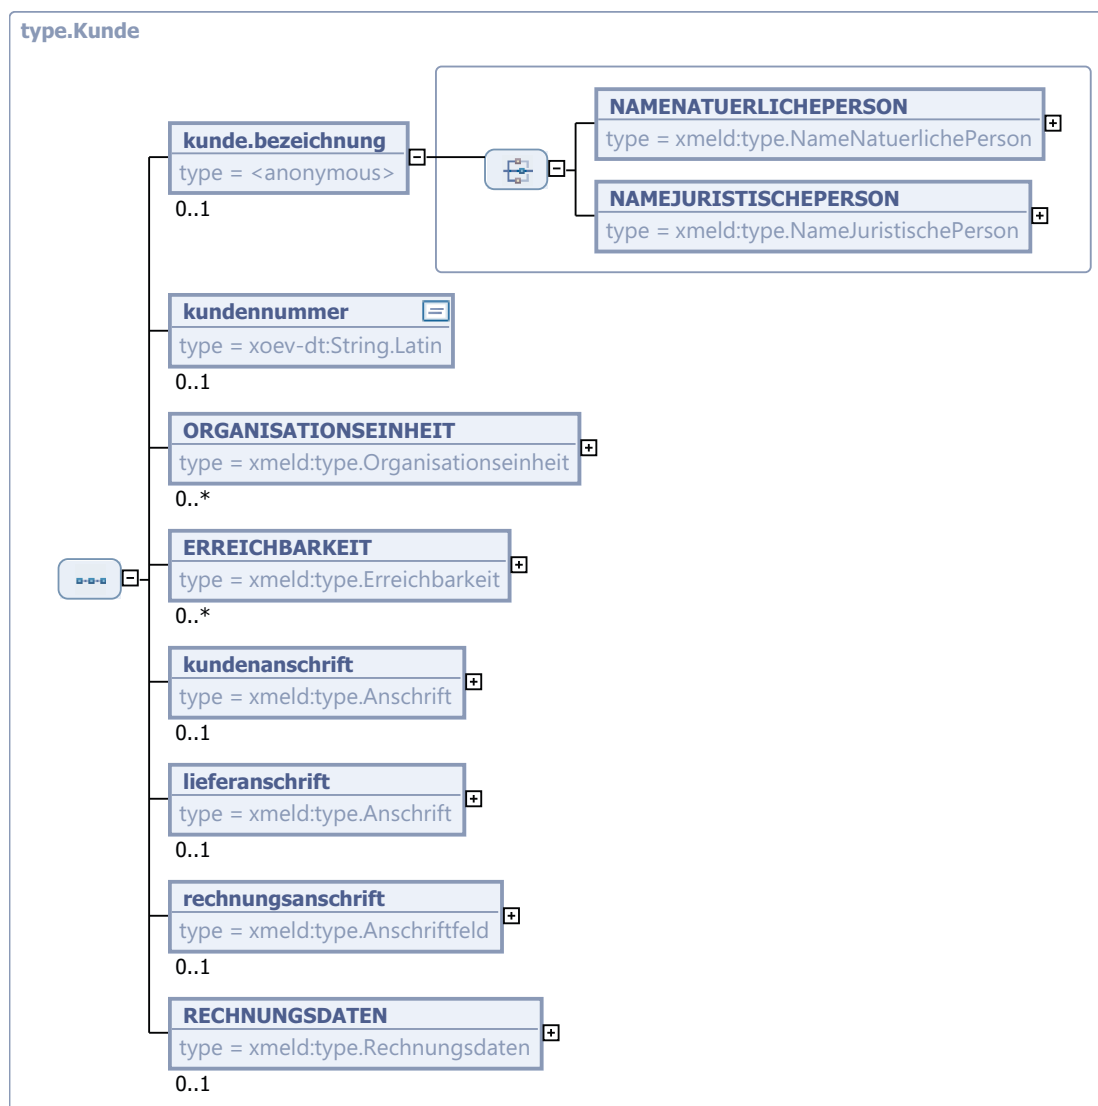 type.Kunde
kunde.bezeichnung
type = <anonymous>
0..1
NAMENATUERLICHEPERSON
type = xmeld:type.NameNatuerlichePerson
NAMEJURISTISCHEPERSON
type = xmeld:type.NameJuristischePerson
kundennummer
type = xoev-dt:String.Latin
0..1
ORGANISATIONSEINHEIT
type = xmeld:type.Organisationseinheit
0..*
ERREICHBARKEIT
type = xmeld:type.Erreichbarkeit
0..*
kundenanschrift
type = xmeld:type.Anschrift
0..1
lieferanschrift
type = xmeld:type.Anschrift
0..1
rechnungsanschrift
type = xmeld:type.Anschriftfeld
0..1
RECHNUNGSDATEN
type = xmeld:type.Rechnungsdaten
0..1